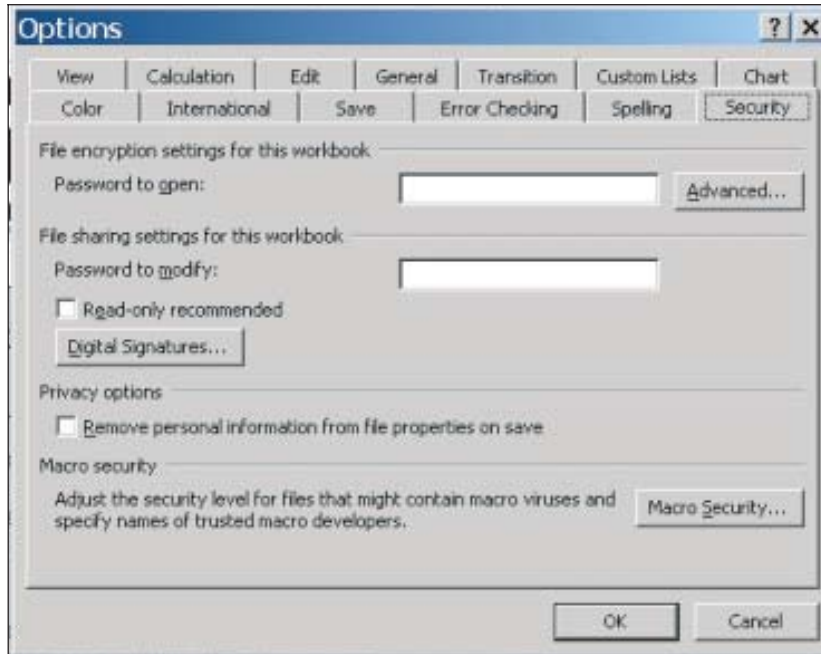 Options
View Calculation Edit General Transition Custom Lists Chart
Color International Save Error Checking Spelling Security
File encryption settings for this workbook
Password to open:
Advanced...
File sharing settings for this workbook
Password to modify:
Read-only recommended
Digital Signatures...
Privacy options
Remove personal information from file properties on save
Macro security
Adjust the security level for files that might contain macro viruses and
specify names of trusted macro developers.
Macro Security...
OK Cancel